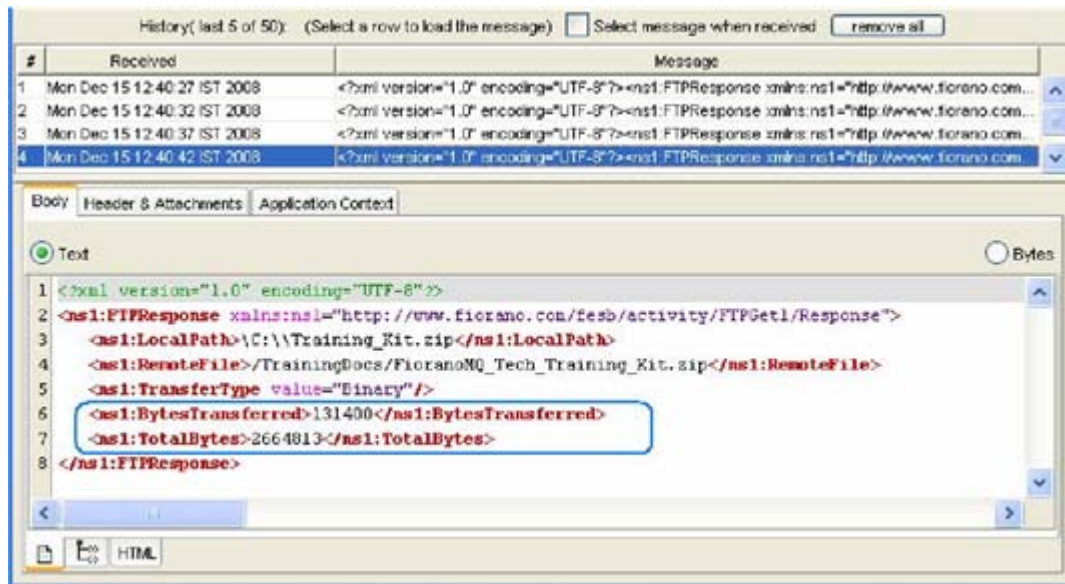 History( last 5 of 50): (Select a row to load the message) Select message when received remove all
# Received Message
1 Mon Dec 15 12:40:27 IST 2008 <?xml version="1.0" encoding="UTF-8"?><ns1:FTPResponse xmlns:ns1="http://www.fiorano.com...
2 Mon Dec 15 12:40:32 IST 2008 <?xml version="1.0" encoding="UTF-8"?><ns1:FTPResponse xmlns:ns1="http://www.fiorano.com...
3 Mon Dec 15 12:40:37 IST 2008 <?xml version="1.0" encoding="UTF-8"?><ns1:FTPResponse xmlns:ns1="http://www.fiorano.com...
4 Mon Dec 15 12:40:42 IST 2008 <?xml version="1.0" encoding="UTF-8"?><ns1:FTPResponse xmlns:ns1="http://www.fiorano.com...
Body Header & Attachments Application Context
Text Bytes
1 <?xml version="1.0" encoding="UTF-8"?>
2 <ns1:FTPResponse xmlns:ns1="http://www.fiorano.com/fesb/activity/FTPGet1/Response">
3 <ns1:LocalPath>\C:\\Training_Kit.zip</ns1:LocalPath>
4 <ns1:RemoteFile>/TrainingDocs/FioranoMQ_Tech_Training_Kit.zip</ns1:RemoteFile>
5 <ns1:TransferType value="Binary"/>
6 <ns1:BytesTransferred>131400</ns1:BytesTransferred>
7 <ns1:TotalBytes>2664813</ns1:TotalBytes>
8 </ns1:FTPResponse>
HTML